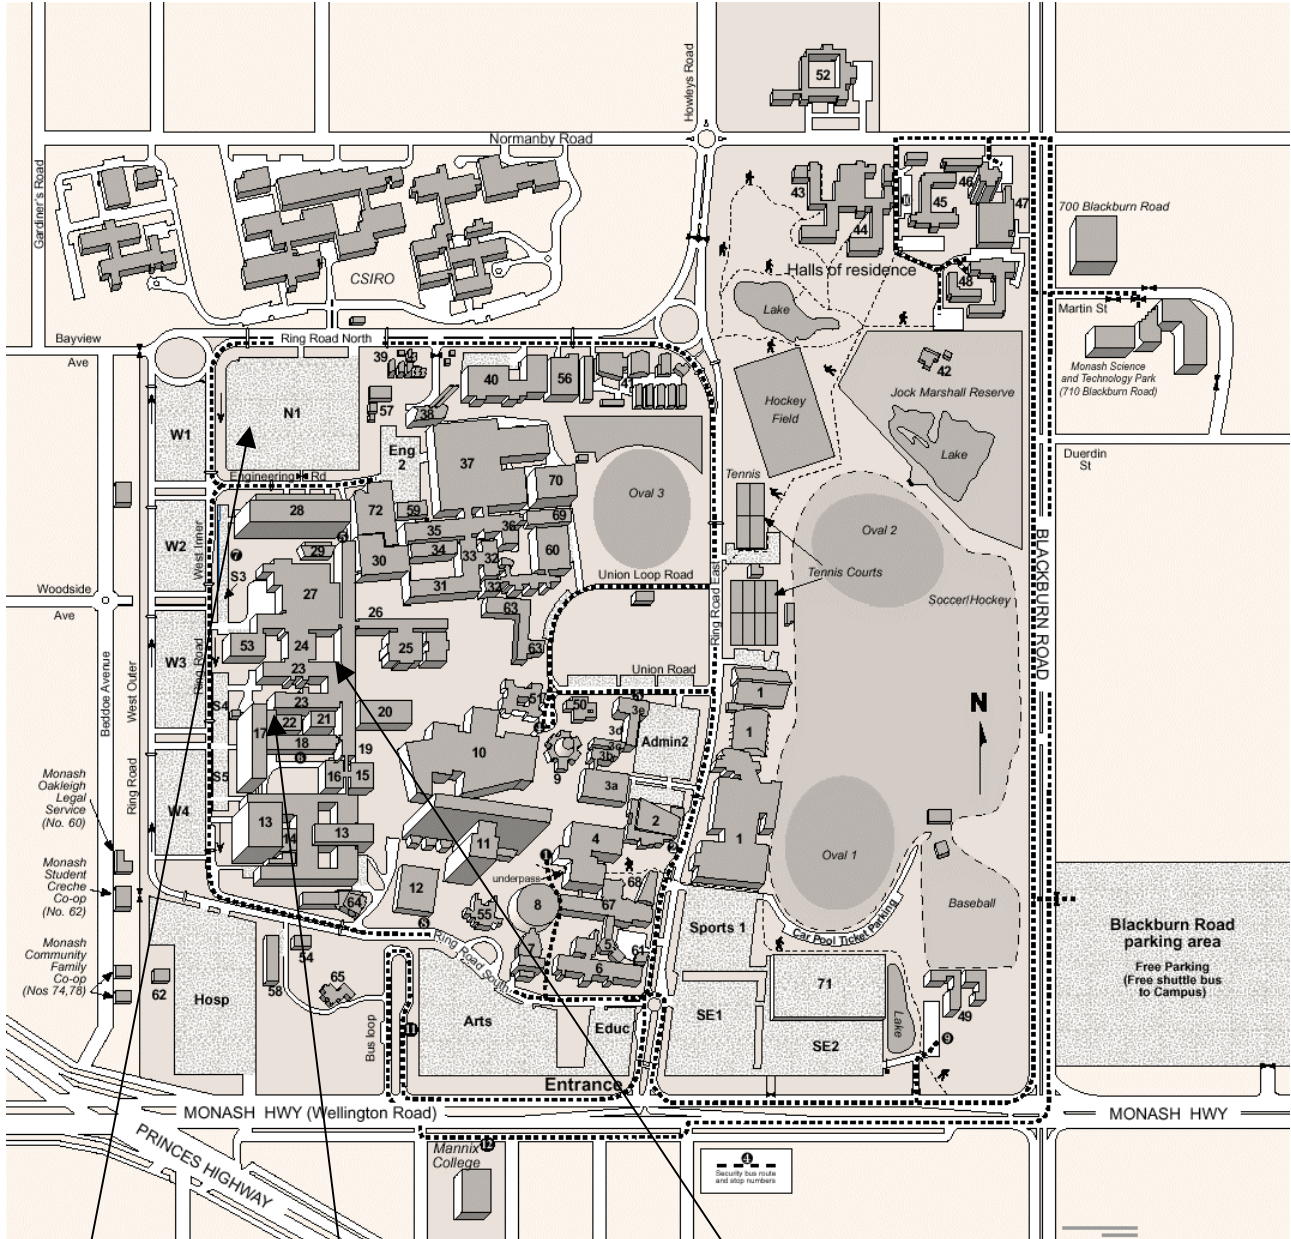 52
Howleys Road
Normanby Road
Gardiner's Road
43
44
45
46
47
48
700 Blackburn Road
CSIRO
Halls of residence
Lake
Martin St
Monash Science
and Technology Park
(710 Blackburn Road)
Bayview
Ave
Ring Road North
39
40
56
57
38
42
Jock Marshall Reserve
Lake
Hockey
Field
W1
N1
Eng
2
37
70
Oval 3
Engineering Rd
Tennis
Duerdin
St
28
72
59
69
35
36
34
33
32
60
30
31
29
W2
West Inner
7
S3
27
Oval 2
Tennis Courts
Soccer/Hockey
Woodside
Ave
Union Loop Road
Ring Road East
BLACKBURN ROAD
26
63
63
53
24
25
W3
Ring Road
23
23
Union Road
51
50
3e
3d
3c
3b
3a
Admin2
1
1
1
N
Beddoe Avenue
West Outer
Ring Road
S4
17
22
21
20
18
19
6
10
9
S5
16
15
W4
13
14
13
11
4
2
Oval 1
Monash
Oakleigh
Legal
Service
(No. 60)
Monash
Student
Creche
Co-op
(No. 62)
Monash
Community
Family
Co-op
(Nos 74,78)
1
underpass
68
12
64
8
55
8
67
7
5
61
6
Ring Road South
Sports 1
Car Pool Ticket Parking
Baseball
Blackburn Road
parking area
Free Parking
(Free shuttle bus
to Campus)
54
58
65
62
Hosp
Bus loop
11
Arts
Educ
SE1
71
SE2
Lake
49
9
Entrance
MONASH HWY (Wellington Road)
MONASH HWY
PRINCES HIGHWAY
Mannix
College
12
4
Security bus route
and stop numbers